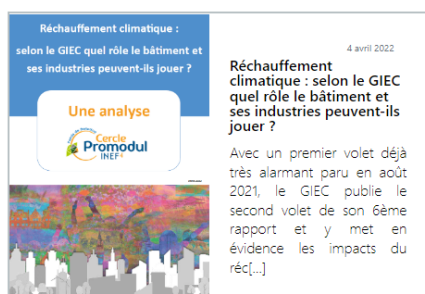 Réchauffement climatique :
selon le GIEC quel rôle le bâtiment et
ses industries peuvent-ils jouer ?
Une analyse
Cercle
Promodul
INEF4
4 avril 2022
Réchauffement
climatique : selon le GIEC
quel rôle le bâtiment et
ses industries peuvent-ils
jouer ?
Avec un premier volet déjà
très alarmant paru en août
2021, le GIEC publie le
second volet de son 6ème
rapport et y met en
évidence les impacts du
réc[...]